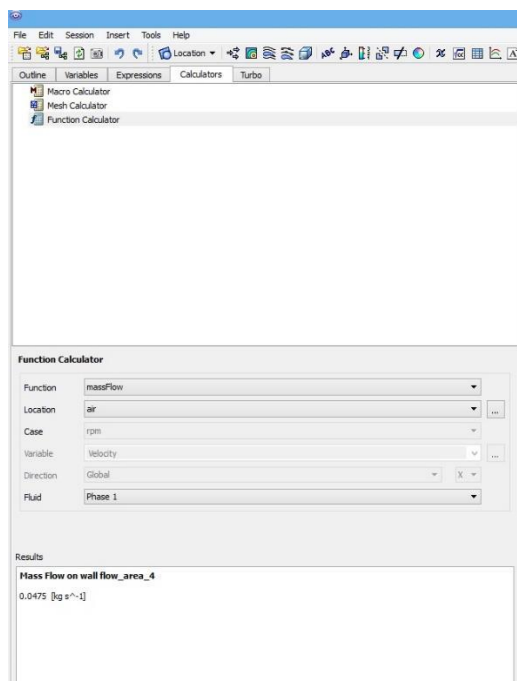 File Edit Session Insert Tools Help
Location
Outline Variables Expressions Calculators Turbo
Macro Calculator
Mesh Calculator
Function Calculator
Function Calculator
Function massFlow
Location air ...
Case rpm
Variable Velocity ...
Direction Global X
Fluid Phase 1
Results
Mass Flow on wall flow_area_4
0.0475 [kg s^-1]